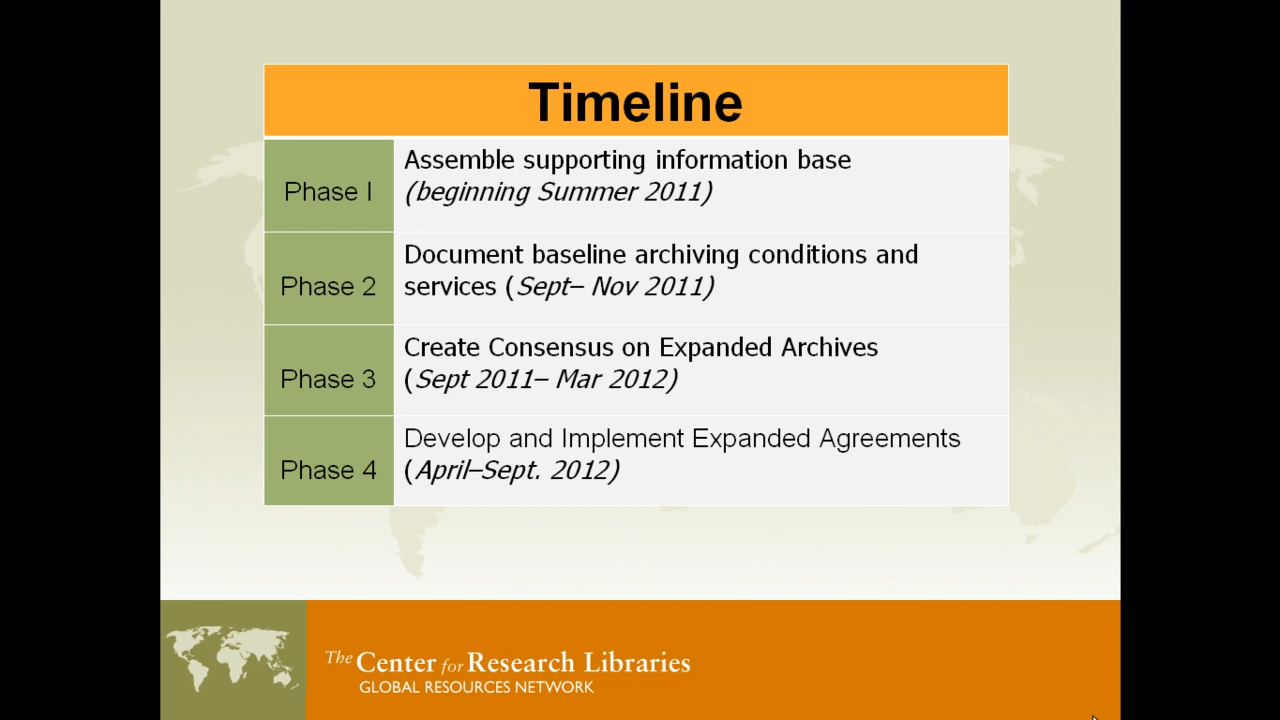 Timeline
Phase I
Assemble supporting information base
(beginning Summer 2011)
Phase 2
Document baseline archiving conditions and
services (Sept– Nov 2011)
Phase 3
Create Consensus on Expanded Archives
(Sept 2011– Mar 2012)
Phase 4
Develop and Implement Expanded Agreements
(April–Sept. 2012)
The Center for Research Libraries
GLOBAL RESOURCES NETWORK